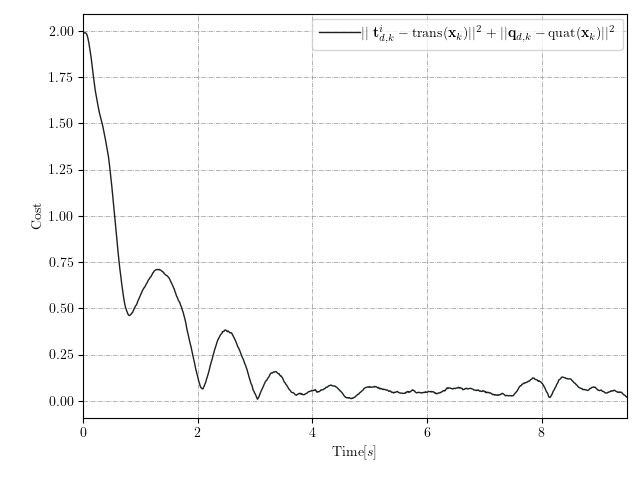 || t^i_{d,k} − trans(x_k)||^2 + ||q_{d,k} − quat(x_k)||^2
2.00
1.75
1.50
1.25
1.00
0.75
0.50
0.25
0.00
Cost
0 2 4 6 8
Time[s]